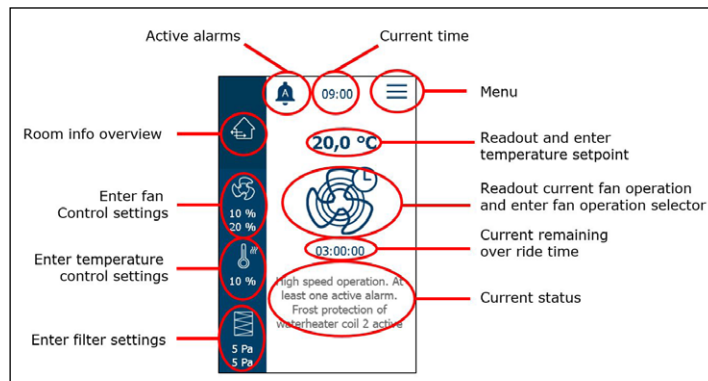 Active alarms
Current time
A
09:00
Menu
Room info overview
20,0 °C
Readout and enter
temperature setpoint
Enter fan
Control settings
10 %
20 %
Readout current fan operation
and enter fan operation selector
03:00:00
Current remaining
over ride time
Enter temperature
control settings
10 %
High speed operation. At
least one active alarm.
Frost protection of
waterheater coil 2 active
Current status
Enter filter settings
5 Pa
5 Pa